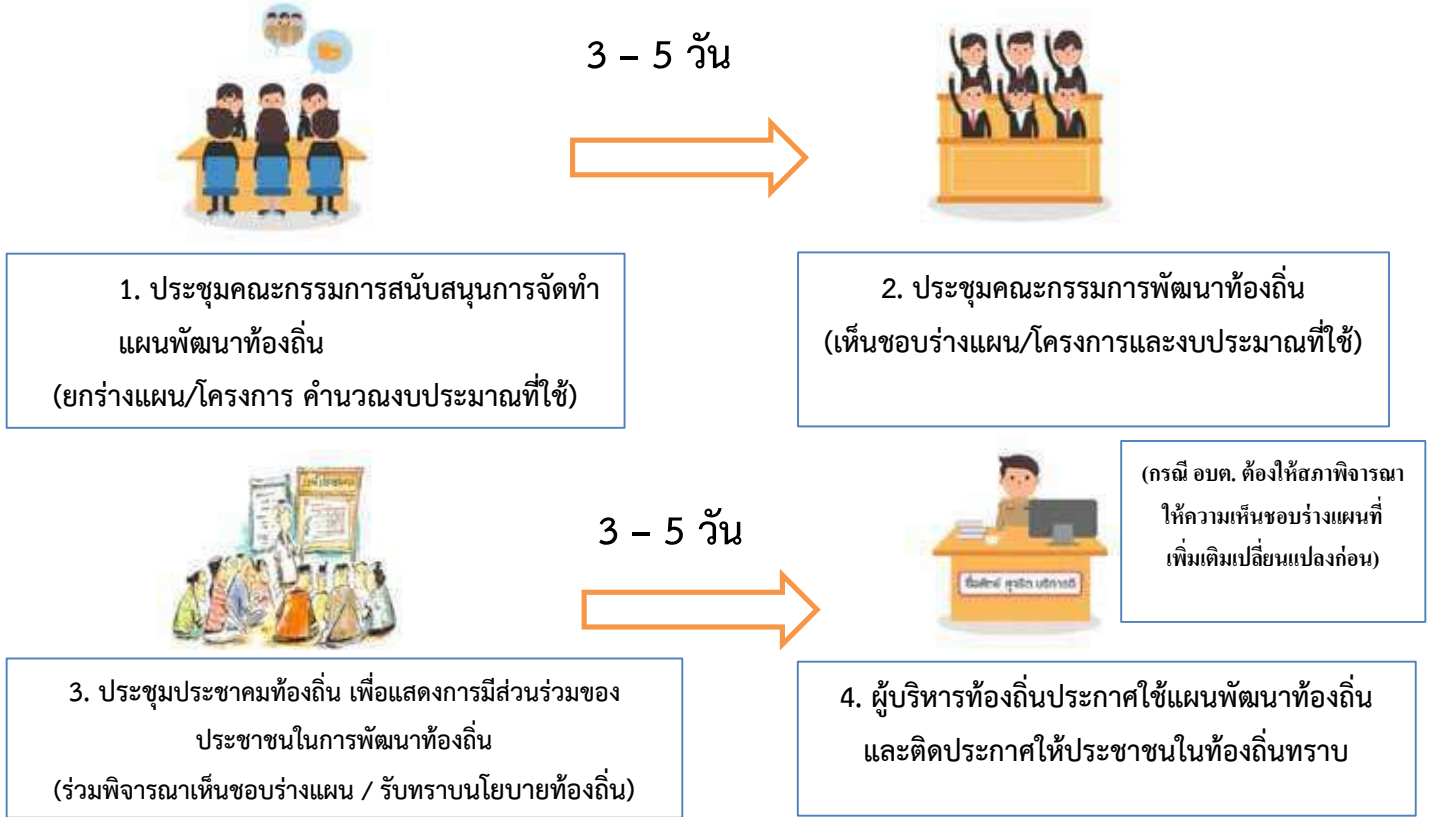 3 – 5 วัน
1. ประชุมคณะกรรมการสนับสนุนการจัดทำ
แผนพัฒนาท้องถิ่น
(ยกร่างแผน/โครงการ คำนวณงบประมาณที่ใช้)
2. ประชุมคณะกรรมการพัฒนาท้องถิ่น
(เห็นชอบร่างแผน/โครงการและงบประมาณที่ใช้)
3 – 5 วัน
ซื่อสัตย์ สุจริต บริการดี
(กรณี อบต. ต้องให้สภาพิจารณา
ให้ความเห็นชอบร่างแผนที่
เพิ่มเติมเปลี่ยนแปลงก่อน)
3. ประชุมประชาคมท้องถิ่น เพื่อแสดงการมีส่วนร่วมของ
ประชาชนในการพัฒนาท้องถิ่น
(ร่วมพิจารณาเห็นชอบร่างแผน / รับทราบนโยบายท้องถิ่น)
4. ผู้บริหารท้องถิ่นประกาศใช้แผนพัฒนาท้องถิ่น
และติดประกาศให้ประชาชนในท้องถิ่นทราบ